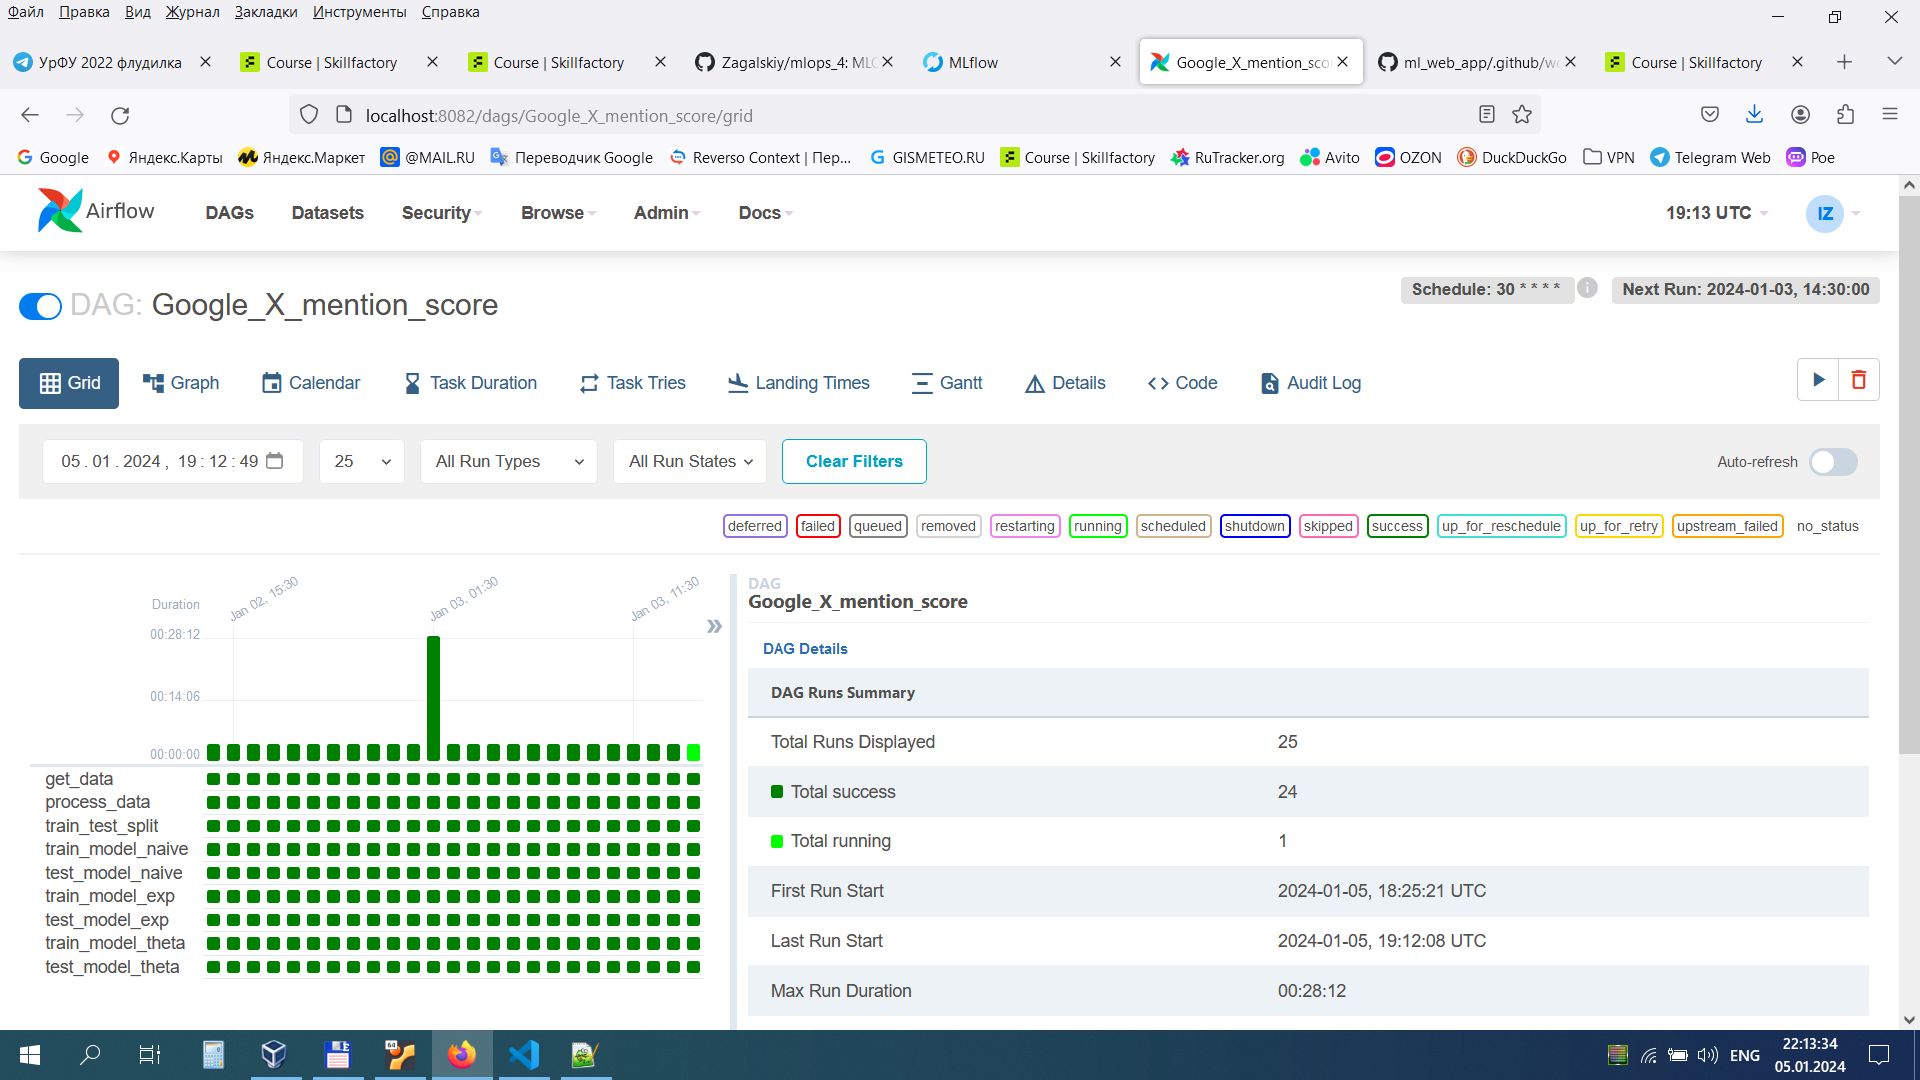 Файл Правка Вид Журнал Закладки Инструменты Справка
УрФУ 2022 флудилка
Course | Skillfactory
Course | Skillfactory
Zagalskiy/mlops_4: MLO
MLflow
Google_X_mention_sco
ml_web_app/.github/wo
Course | Skillfactory
localhost:8082/dags/Google_X_mention_score/grid
Google Яндекс.Карты Яндекс.Маркет @MAIL.RU Переводчик Google Reverso Context | Пер... GISMETEO.RU Course | Skillfactory RuTracker.org Avito OZON DuckDuckGo VPN Telegram Web Poe
Airflow DAGs Datasets Security Browse Admin Docs 19:13 UTC IZ
DAG: Google_X_mention_score
Schedule: 30 * * * * i Next Run: 2024-01-03, 14:30:00
Grid Graph Calendar Task Duration Task Tries Landing Times Gantt Details Code Audit Log
05.01.2024, 19:12:49 25 All Run Types All Run States Clear Filters Auto-refresh
deferred failed queued removed restarting running scheduled shutdown skipped success up_for_reschedule up_for_retry upstream_failed no_status
Jan 02, 15:30 Jan 03, 01:30 Jan 03, 11:30
Duration
00:28:12
00:14:06
00:00:00
get_data
process_data
train_test_split
train_model_naive
test_model_naive
train_model_exp
test_model_exp
train_model_theta
test_model_theta
DAG
Google_X_mention_score
DAG Details
DAG Runs Summary
Total Runs Displayed 25
Total success 24
Total running 1
First Run Start 2024-01-05, 18:25:21 UTC
Last Run Start 2024-01-05, 19:12:08 UTC
Max Run Duration 00:28:12
64
ENG
22:13:34
05.01.2024